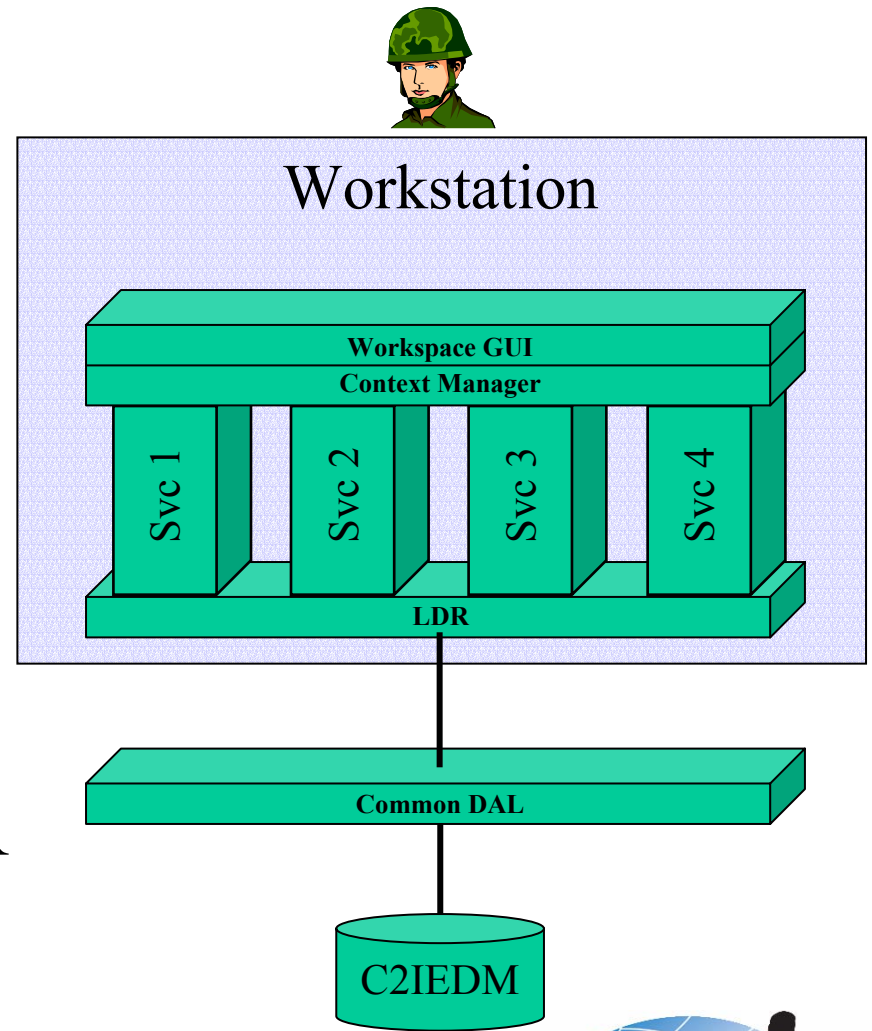 Workstation
Workspace GUI
Context Manager
Svc 1
Svc 2
Svc 3
Svc 4
LDR
Common DAL
C2IEDM